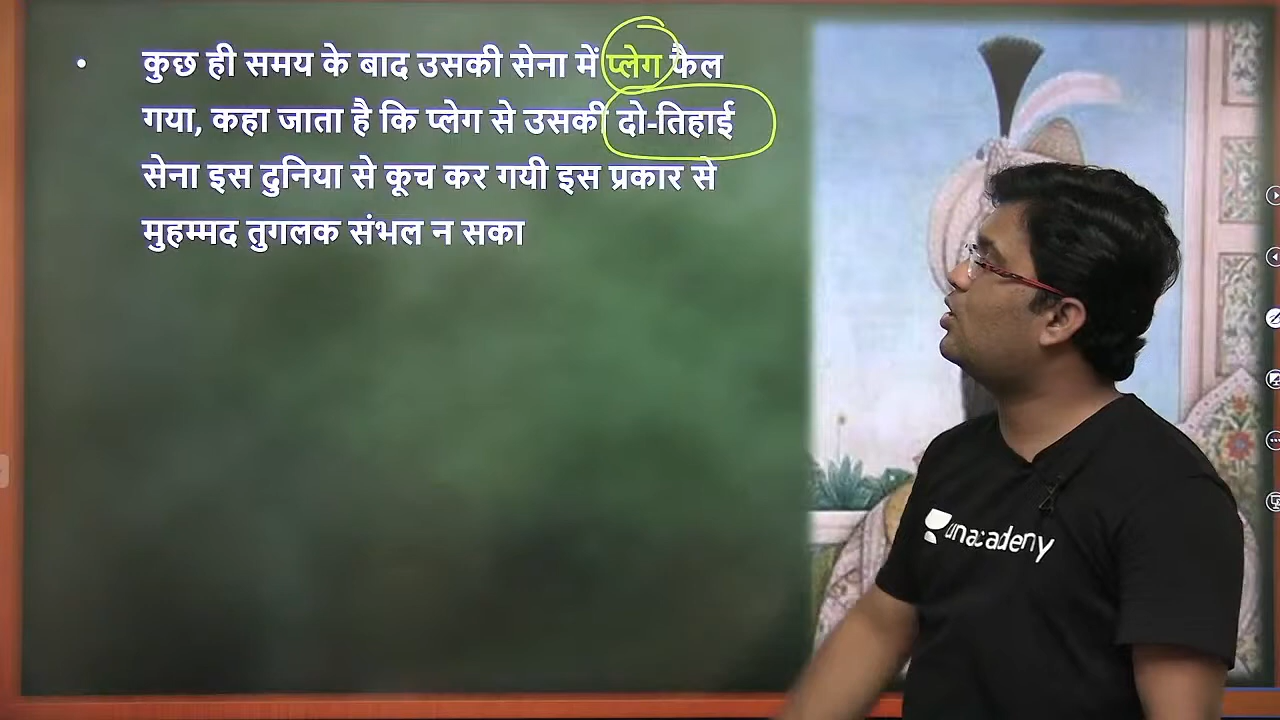 • कुछ ही समय के बाद उसकी सेना में प्लेग फैल
गया, कहा जाता है कि प्लेग से उसकी दो-तिहाई
सेना इस दुनिया से कूच कर गयी इस प्रकार से
मुहम्मद तुगलक संभल न सका
unacademy